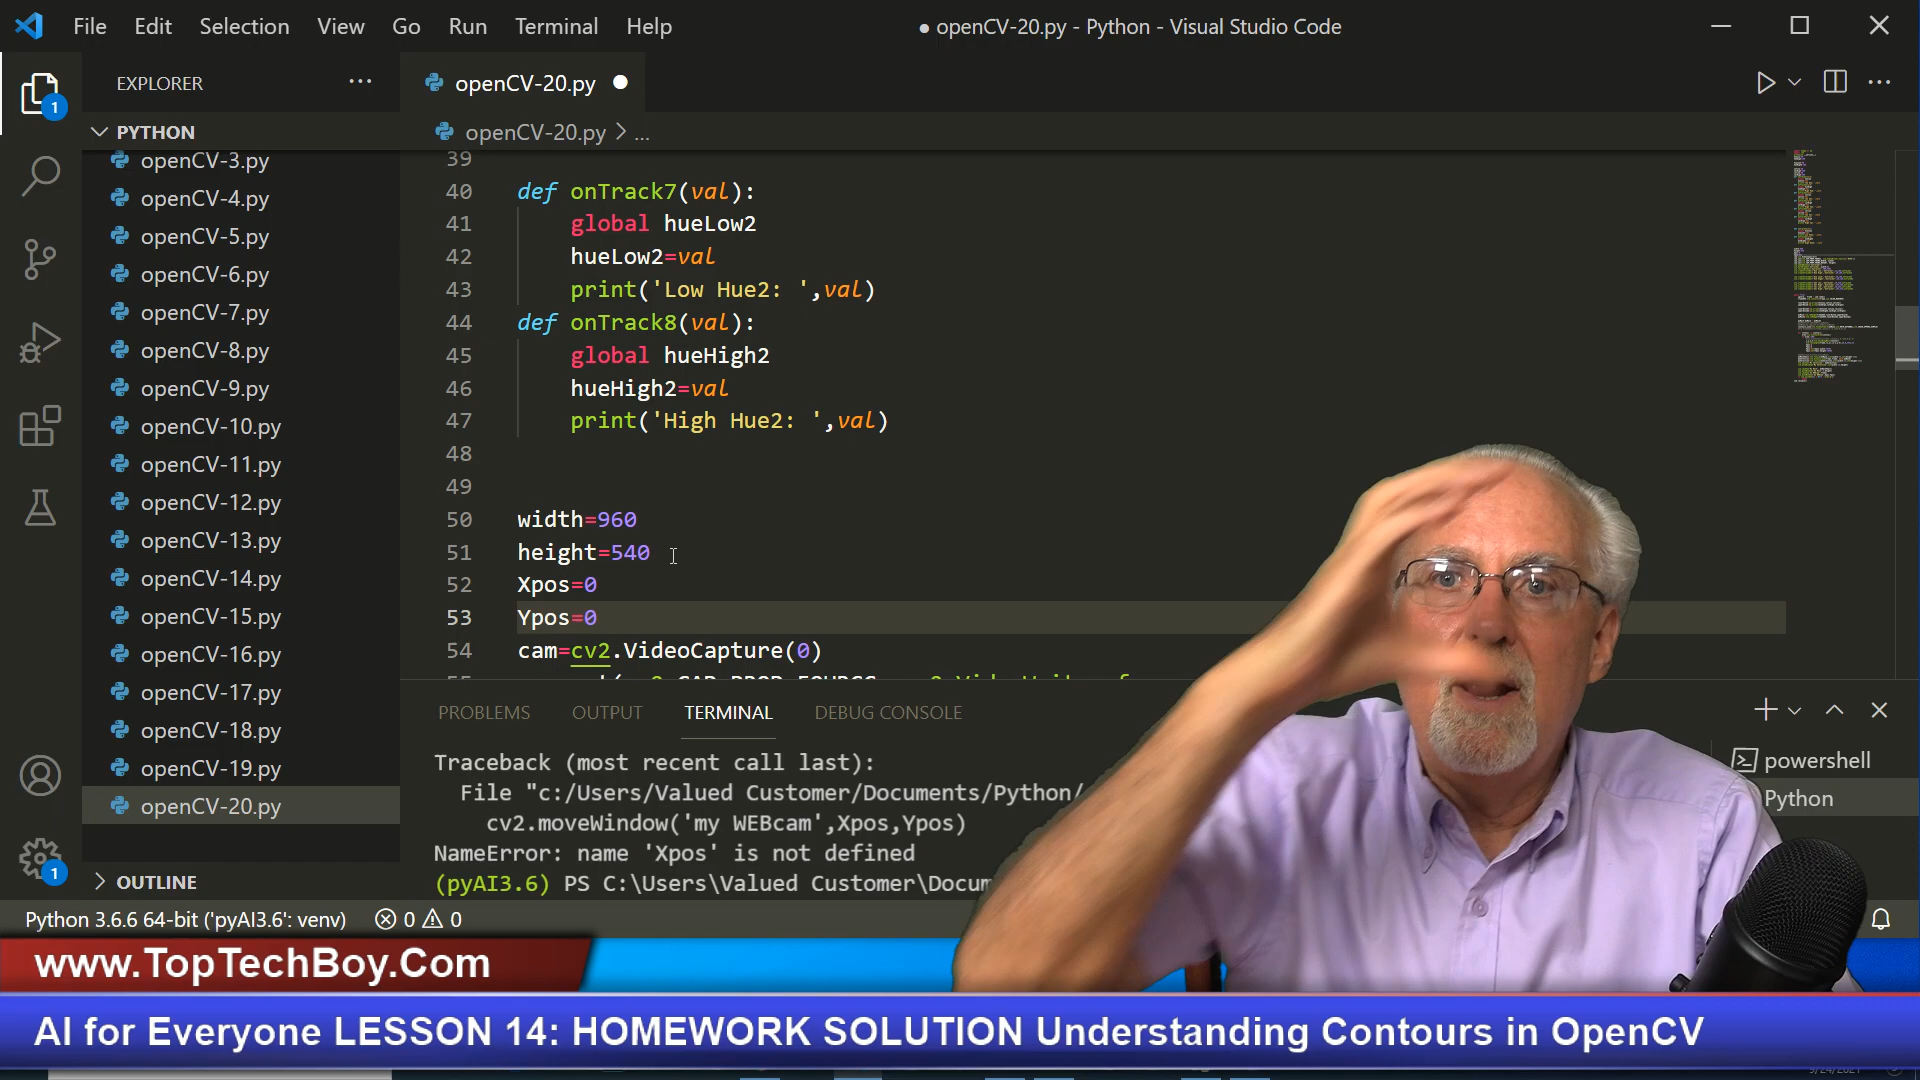 File Edit Selection View Go Run Terminal Help
● openCV-20.py - Python - Visual Studio Code
EXPLORER
openCV-20.py
PYTHON
openCV-20.py > ...
openCV-3.py
openCV-4.py
openCV-5.py
openCV-6.py
openCV-7.py
openCV-8.py
openCV-9.py
openCV-10.py
openCV-11.py
openCV-12.py
openCV-13.py
openCV-14.py
openCV-15.py
openCV-16.py
openCV-17.py
openCV-18.py
openCV-19.py
openCV-20.py
OUTLINE
1
1
39
40 def onTrack7(val):
41 global hueLow2
42 hueLow2=val
43 print('Low Hue2: ',val)
44 def onTrack8(val):
45 global hueHigh2
46 hueHigh2=val
47 print('High Hue2: ',val)
48
49
50 width=960
51 height=540
52 Xpos=0
53 Ypos=0
54 cam=cv2.VideoCapture(0)
PROBLEMS OUTPUT TERMINAL DEBUG CONSOLE
Traceback (most recent call last):
File "c:/Users/Valued Customer/Documents/Python/
cv2.moveWindow('my WEBcam',Xpos,Ypos)
NameError: name 'Xpos' is not defined
(pyAI3.6) PS C:\Users\Valued Customer\Docum
powershell
Python
Python 3.6.6 64-bit ('pyAI3.6': venv) 0 0
www.TopTechBoy.Com
AI for Everyone LESSON 14: HOMEWORK SOLUTION Understanding Contours in OpenCV